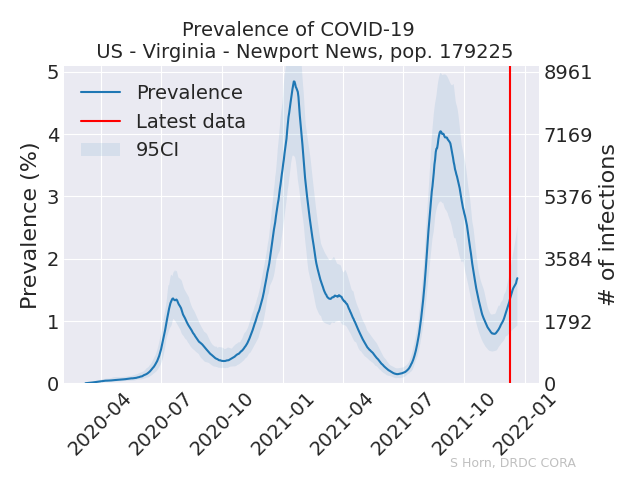 Prevalence of COVID-19
US - Virginia - Newport News, pop. 179225
Prevalence
Latest data
95CI
Prevalence (%)
5
4
3
2
1
0
8961
7169
5376
3584
1792
0
# of infections
2020-04
2020-07
2020-10
2021-01
2021-04
2021-07
2021-10
2022-01
S Horn, DRDC CORA